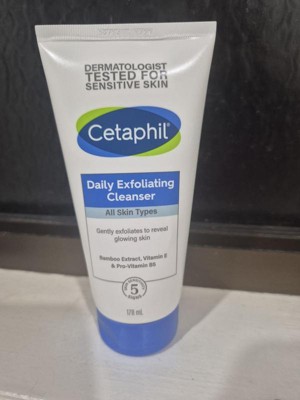 DERMATOLOGIST
TESTED FOR
SENSITIVE SKIN
Cetaphil
Daily Exfoliating
Cleanser
All Skin Types
Gently exfoliates to reveal
glowing skin
Bamboo Extract, Vitamin E
& Pro-Vitamin B5
5
178 mL